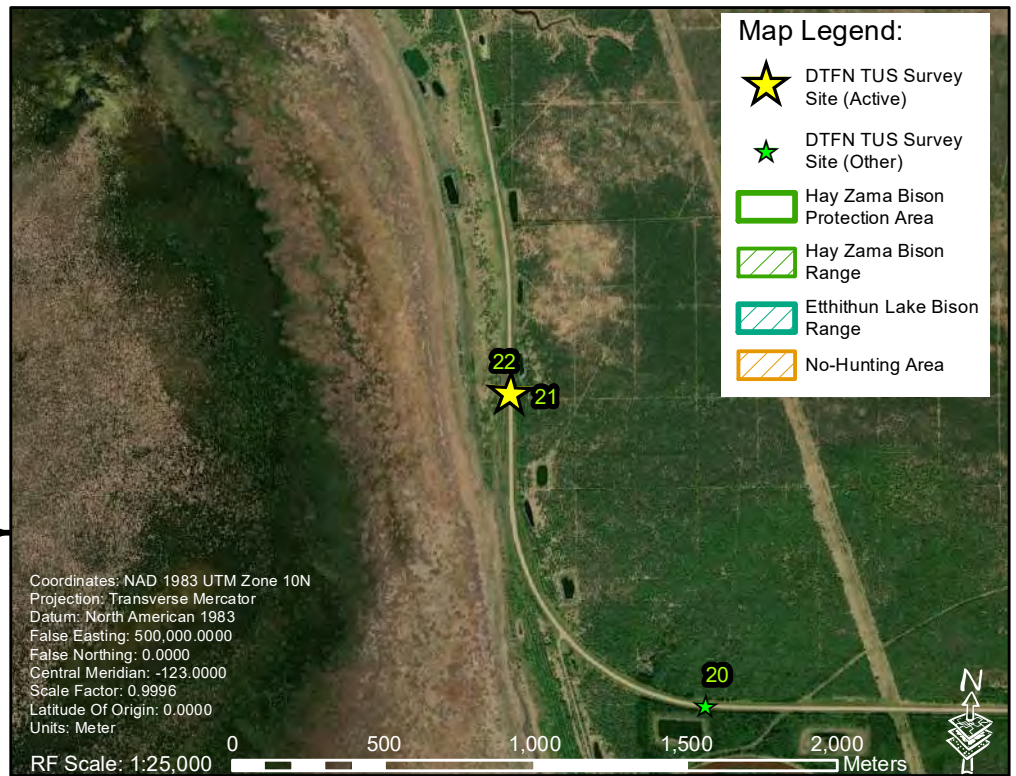 Map Legend:
DTFN TUS Survey
Site (Active)
DTFN TUS Survey
Site (Other)
Hay Zama Bison
Protection Area
Hay Zama Bison
Range
Etthithun Lake Bison
Range
No-Hunting Area
22
21
20
Coordinates: NAD 1983 UTM Zone 10N
Projection: Transverse Mercator
Datum: North American 1983
False Easting: 500,000.0000
False Northing: 0.0000
Central Meridian: -123.0000
Scale Factor: 0.9996
Latitude Of Origin: 0.0000
Units: Meter
RF Scale: 1:25,000
0 500 1,000 1,500 2,000
Meters
N